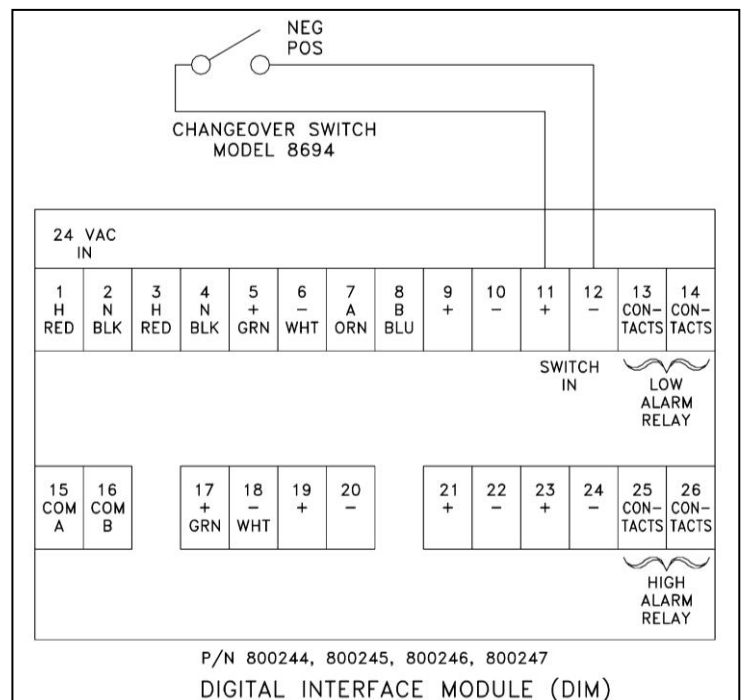 NEG
POS
CHANGEOVER SWITCH
MODEL 8694
24 VAC
IN
1 2 3 4 5 6 7 8 9 10 11 12 13 14
H N H N + − A B + − + − CON- CON-
RED BLK RED BLK GRN WHT ORN BLU TACTS TACTS
SWITCH
IN
LOW
ALARM
RELAY
15 16 17 18 19 20 21 22 23 24 25 26
COM COM + − + − + − + − CON- CON-
A B GRN WHT TACTS TACTS
HIGH
ALARM
RELAY
P/N 800244, 800245, 800246, 800247
DIGITAL INTERFACE MODULE (DIM)